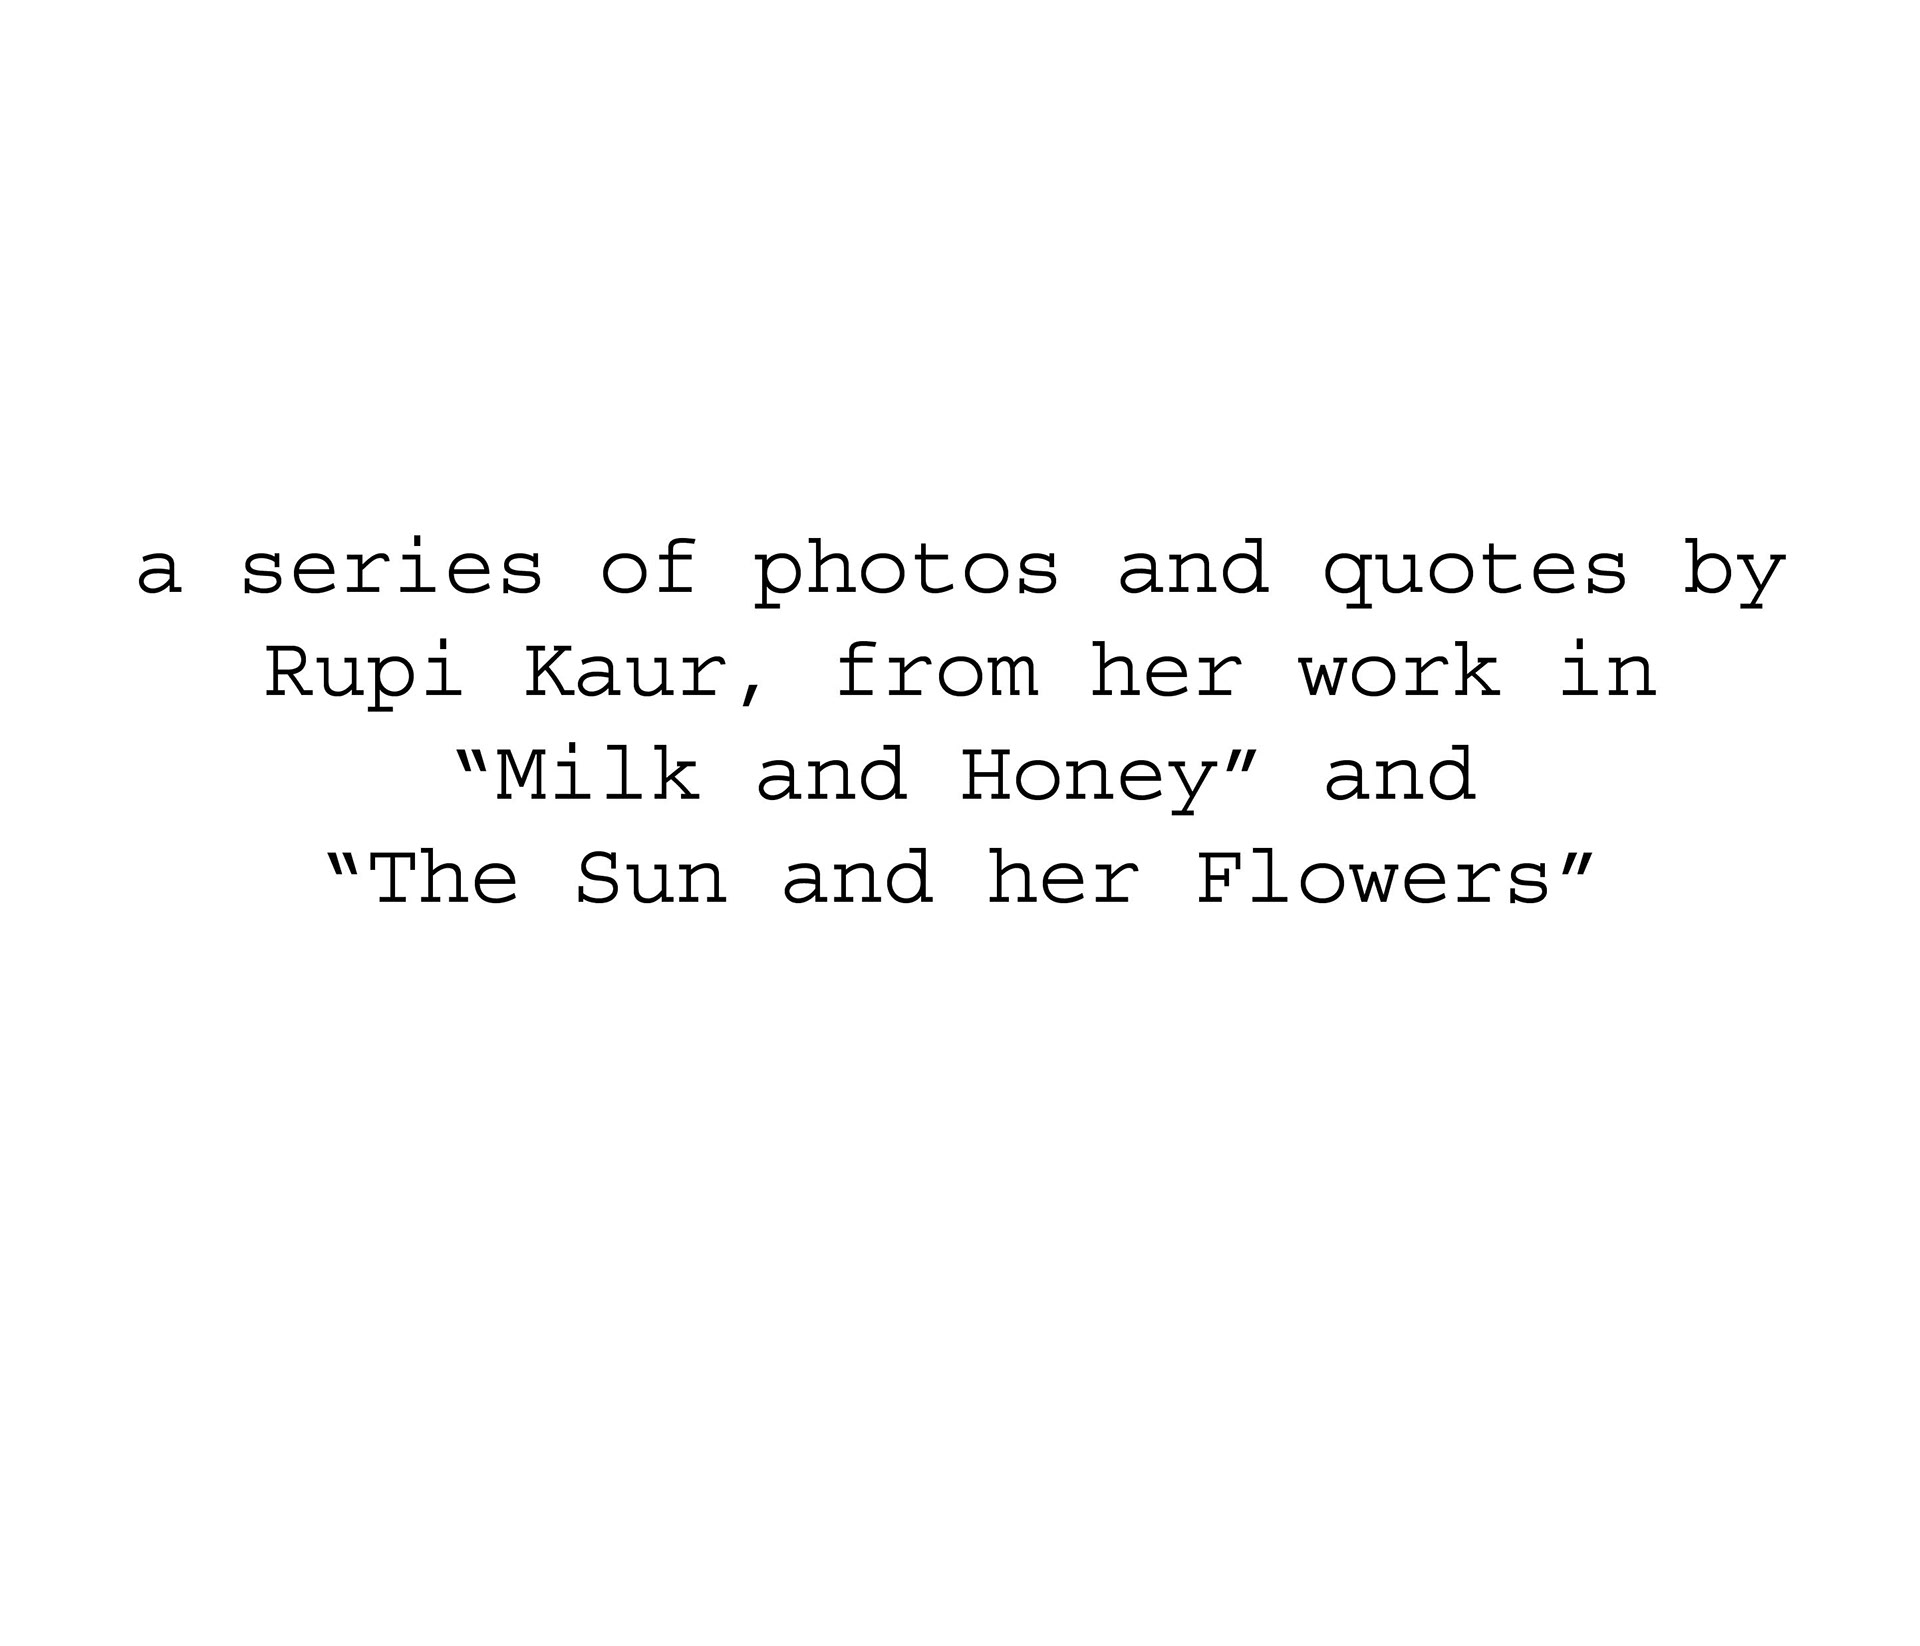 a series of photos and quotes by
Rupi Kaur, from her work in
“Milk and Honey” and
“The Sun and her Flowers”